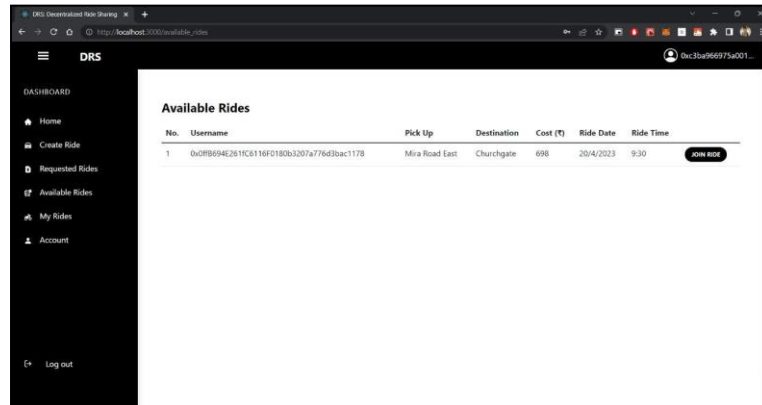 DRS: Decentralized Ride Sharing
http://localhost:3000/available_rides
DRS
0xc3ba966975a001...
DASHBOARD
Home
Create Ride
Requested Rides
Available Rides
My Rides
Account
Log out
Available Rides
No. Username Pick Up Destination Cost (₹) Ride Date Ride Time
1 0x0ff8694E261fC6116F0180b3207a776d3bac1178 Mira Road East Churchgate 698 20/4/2023 9:30 JOIN RIDE